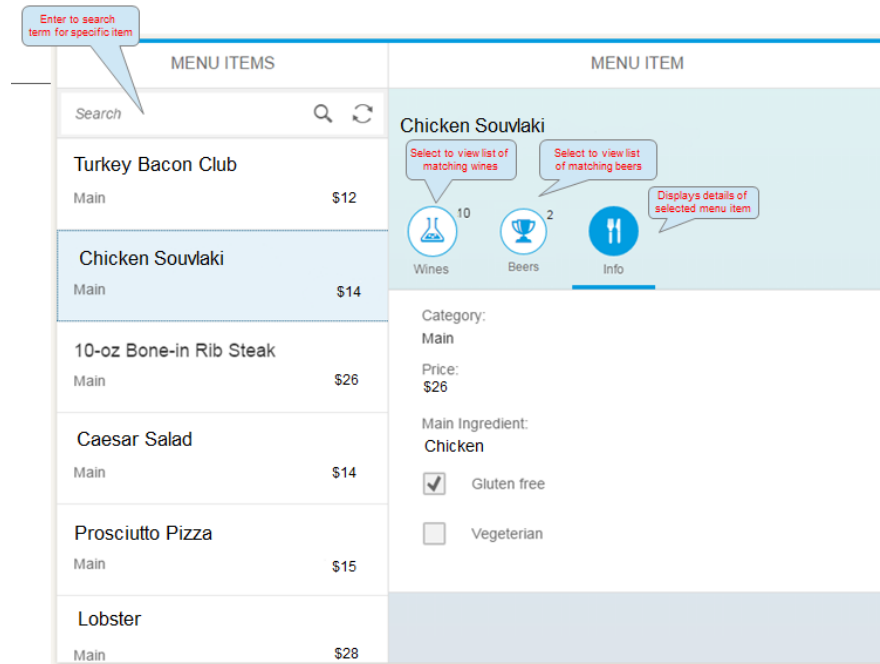 Enter to search
term for specific item
MENU ITEMS
MENU ITEM
Search
Turkey Bacon Club
Main
$12
Chicken Souvlaki
Main
$14
10-oz Bone-in Rib Steak
Main
$26
Caesar Salad
Main
$14
Prosciutto Pizza
Main
$15
Lobster
Main
$28
Chicken Souvlaki
Select to view list of
matching wines
Select to view list
of matching beers
Displays details of
selected menu item
10
2
Wines
Beers
Info
Category:
Main
Price:
$26
Main Ingredient:
Chicken
Gluten free
Vegeterian